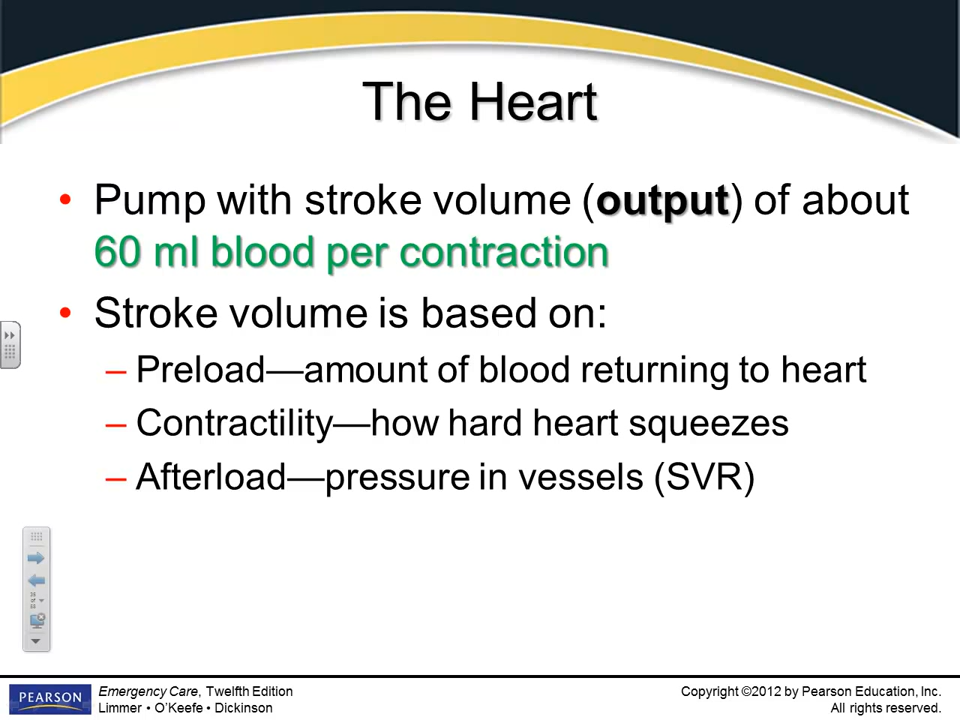 The Heart
• Pump with stroke volume (output) of about
60 ml blood per contraction
• Stroke volume is based on:
– Preload—amount of blood returning to heart
– Contractility—how hard heart squeezes
– Afterload—pressure in vessels (SVR)
PEARSON
Emergency Care, Twelfth Edition
Limmer • O'Keefe • Dickinson
Copyright ©2012 by Pearson Education, Inc.
All rights reserved.